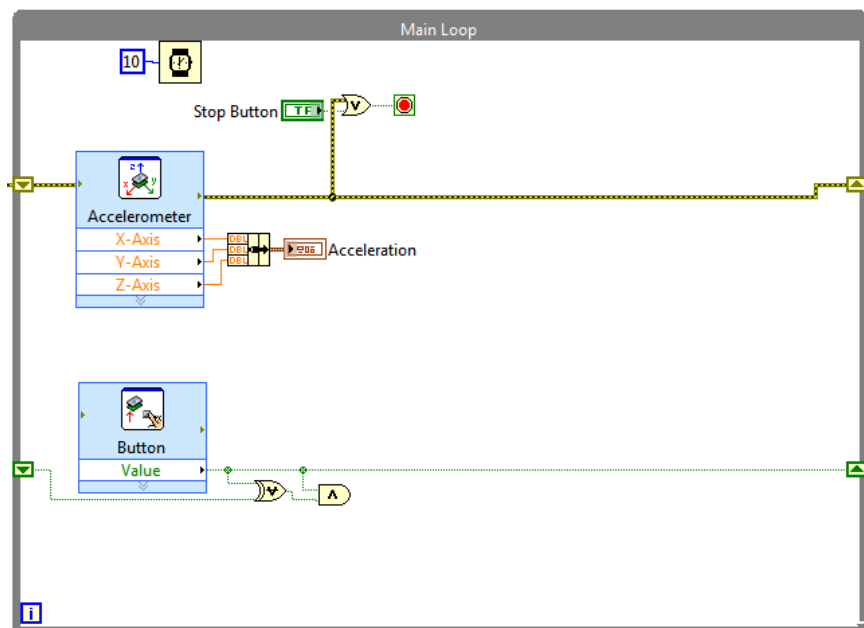 Main Loop
10
Stop Button
TF
V
z
x
y
Accelerometer
X-Axis
Y-Axis
Z-Axis
DBL
DBL
DBL
Acceleration
Button
Value
V
Λ
i